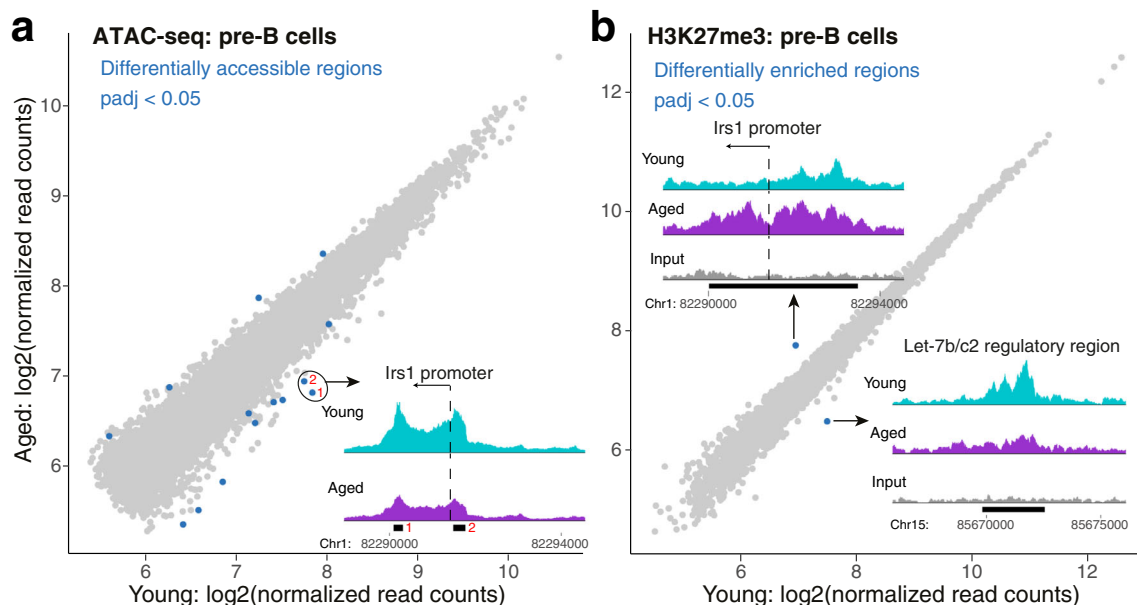 a
ATAC-seq: pre-B cells
Differentially accessible regions
padj < 0.05
Aged: log2(normalized read counts)
10
9
8
7
6
2
1
Irs1 promoter
Young
Aged
1
2
Chr1:
82290000
82294000
6
7
8
9
10
Young: log2(normalized read counts)
b
H3K27me3: pre-B cells
Differentially enriched regions
padj < 0.05
12
10
8
6
Irs1 promoter
Young
Aged
Input
Chr1:
82290000
82294000
Let-7b/c2 regulatory region
Young
Aged
Input
Chr15:
85670000
85675000
6
8
10
12
Young: log2(normalized read counts)